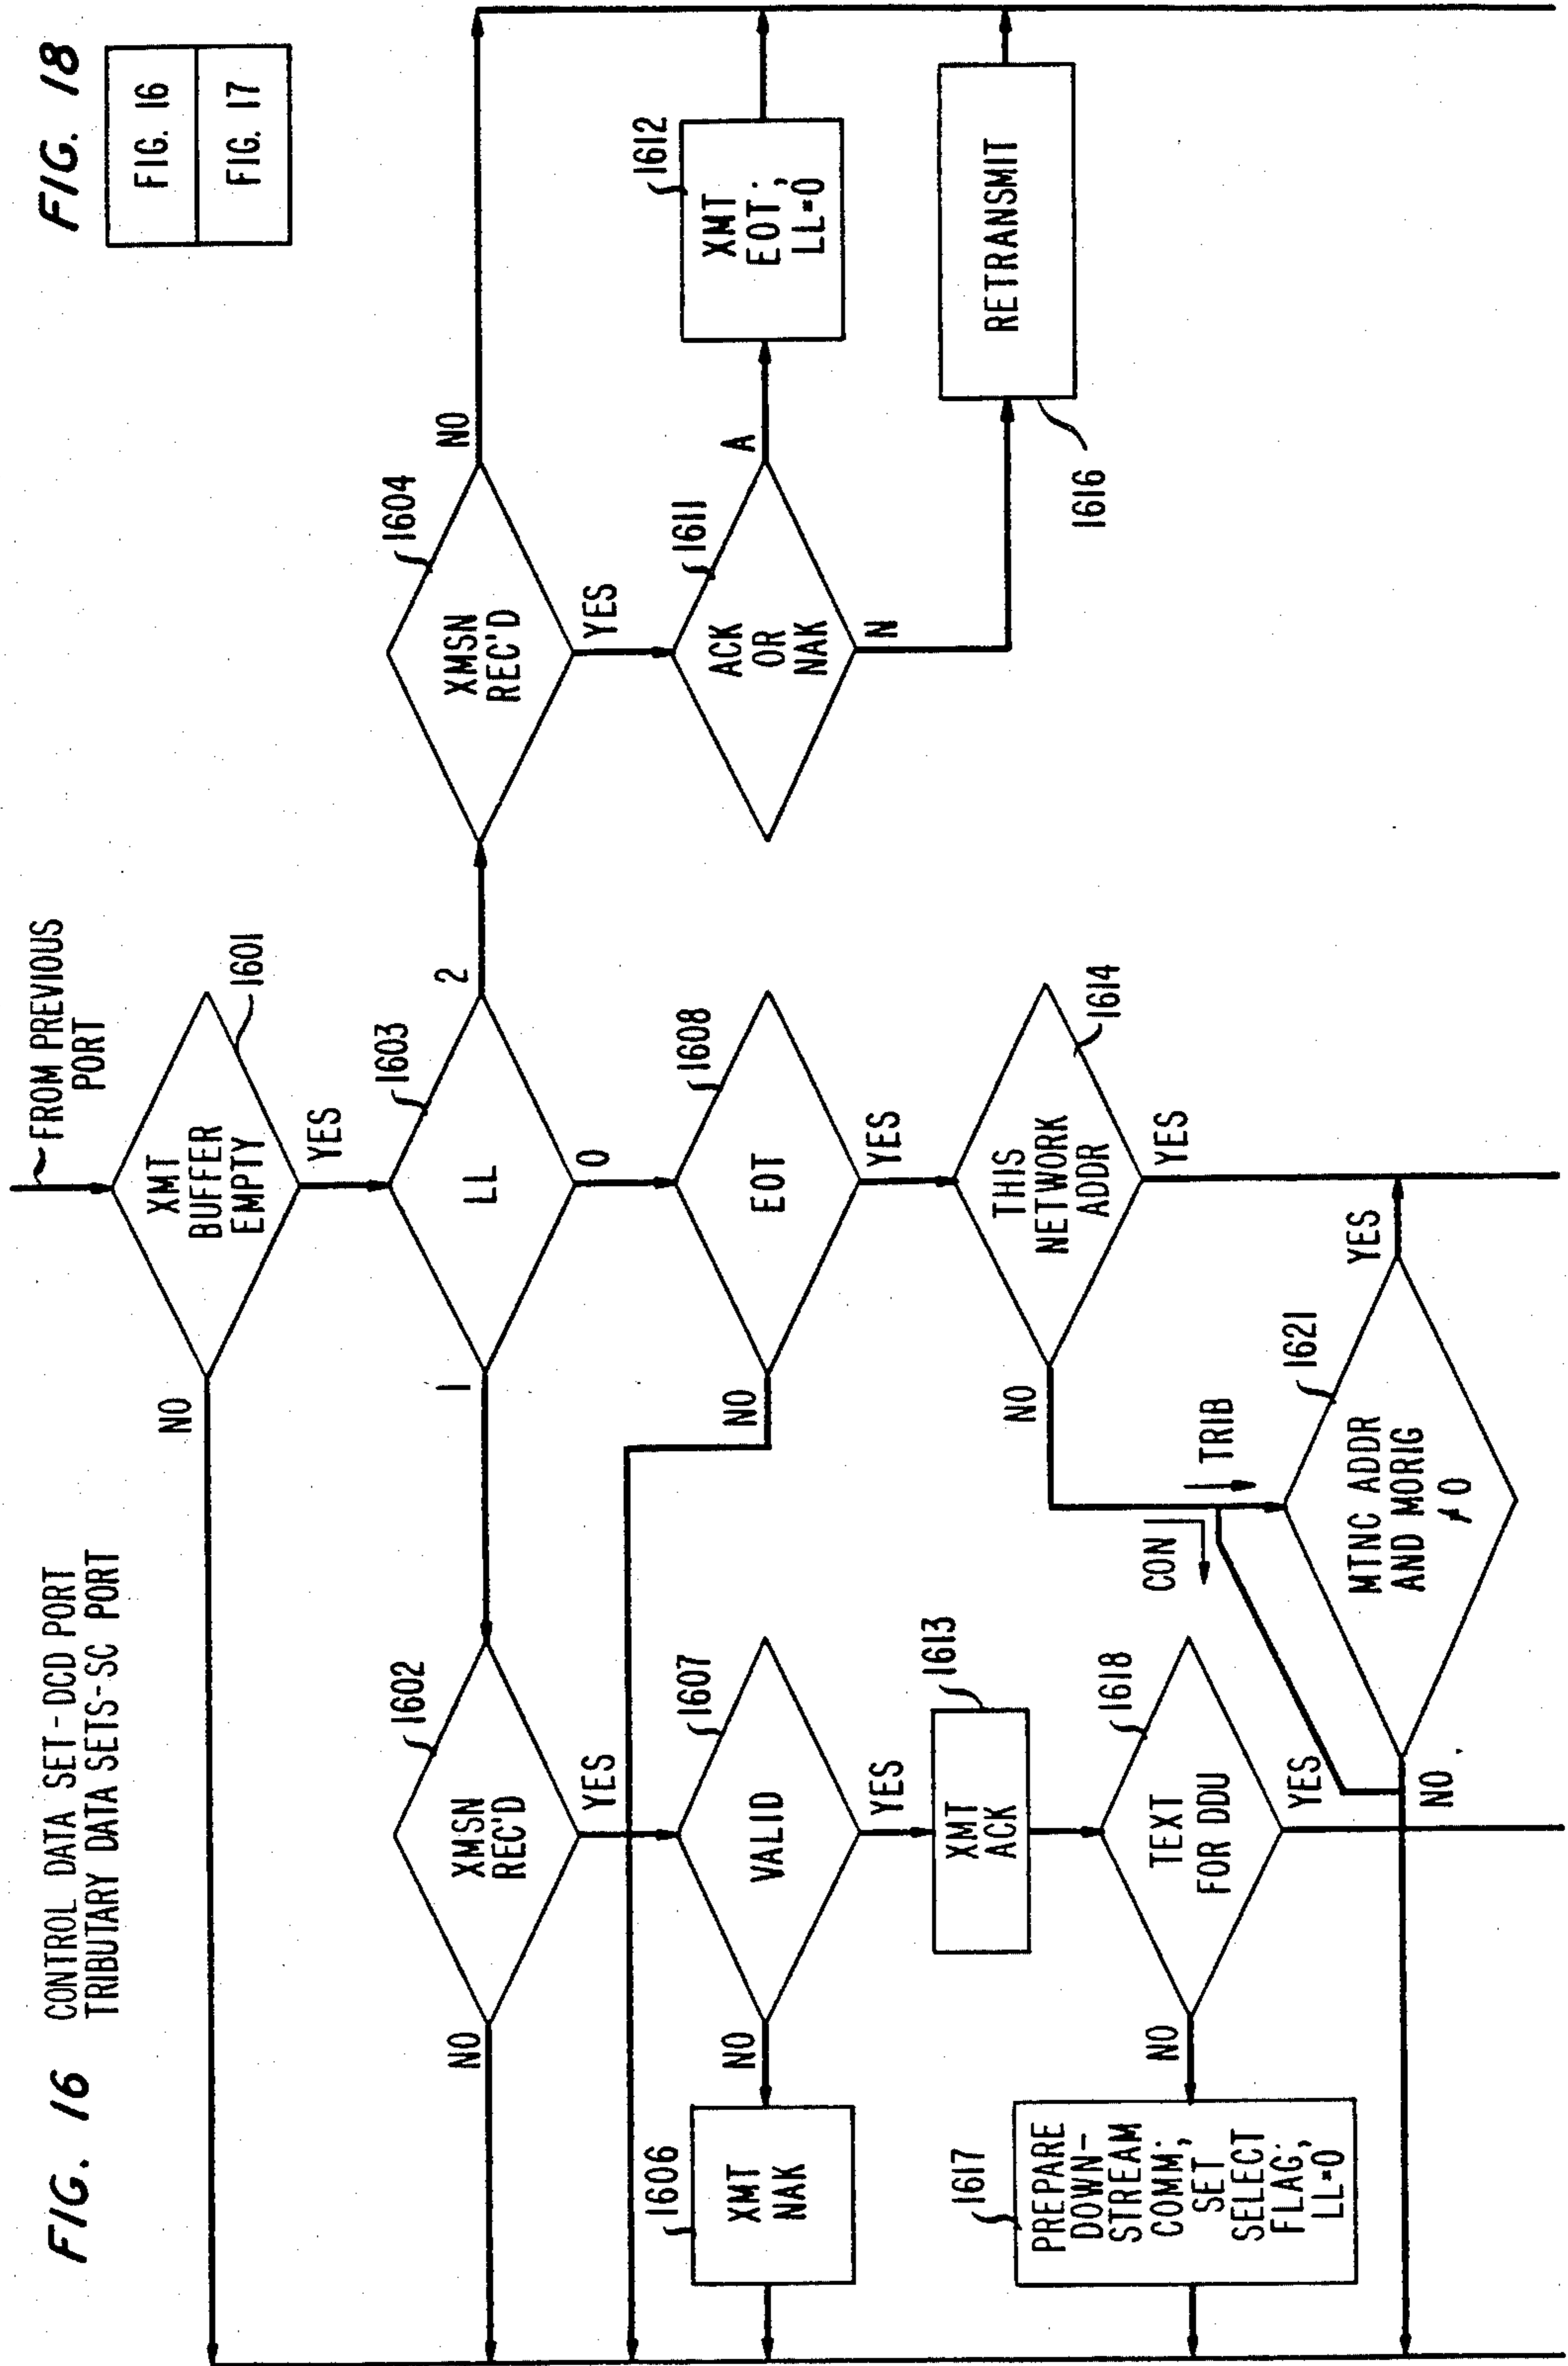 FIG. 16
CONTROL DATA SET-DCD PORT
TRIBUTARY DATA SETS-SC PORT
FIG. 18
FIG. 16
FIG. 17
FROM PREVIOUS
PORT
XMT
BUFFER
EMPTY
1601
NO
YES
LL
1603
1
2
0
XMSN
REC'D
1602
NO
YES
XMSN
REC'D
1604
NO
YES
VALID
1607
NO
YES
XMT
NAK
1606
EOT
1608
NO
YES
ACK
OR
NAK
1611
A
N
XMT
EOT;
LL=0
1612
XMT
ACK
1613
THIS
NETWORK
ADDR
1614
NO
YES
RETRANSMIT
1616
PREPARE
DOWN-
STREAM
COMM;
SET
SELECT
FLAG;
LL=0
1617
TEXT
FOR DDU
1618
NO
YES
CON
TRIB
MTNC ADDR
AND MORIG
≠0
1621
NO
YES